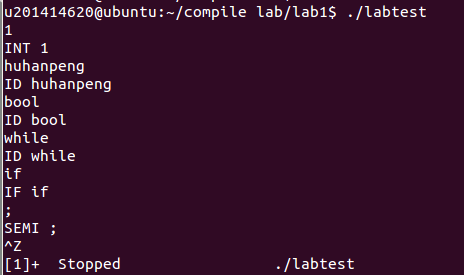 u201414620@ubuntu:~/compile lab/lab1$ ./labtest
1
INT 1
huhanpeng
ID huhanpeng
bool
ID bool
while
ID while
if
IF if
;
SEMI ;
^Z
[1]+  Stopped                 ./labtest